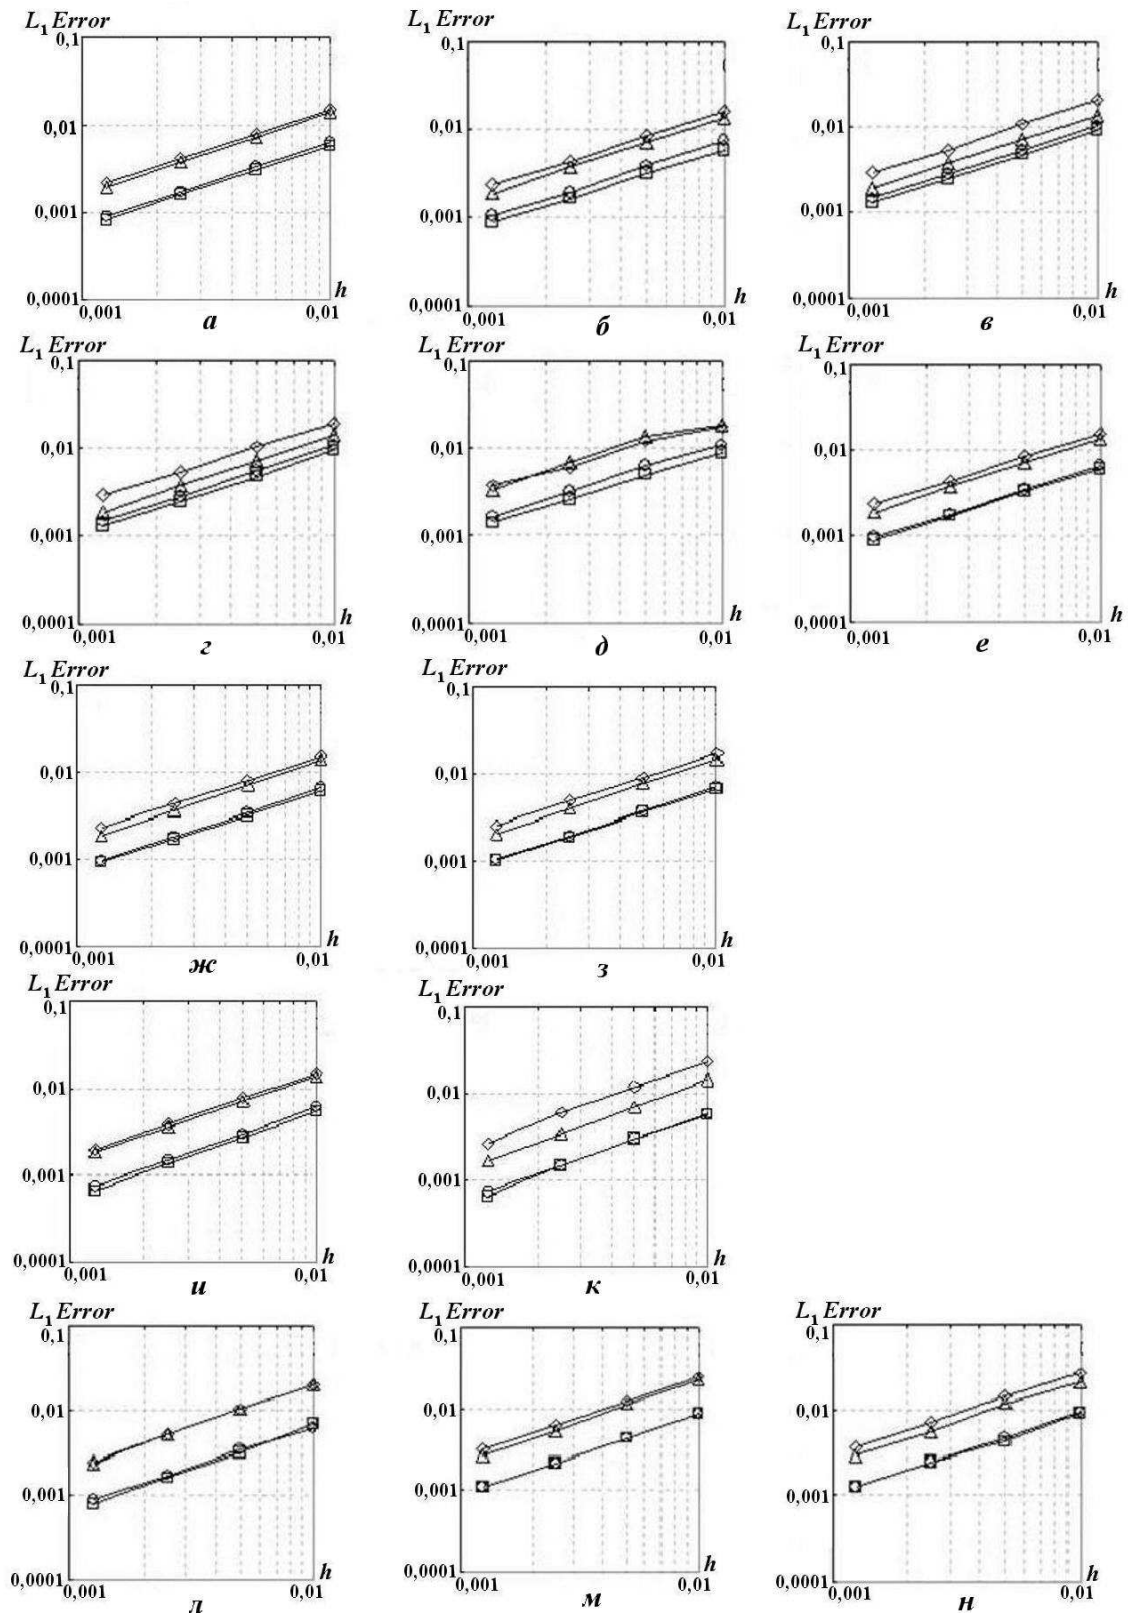 L1 Error L1 Error L1 Error
0,1 0,1 0,1
0,01 0,01 0,01
0,001 0,001 0,001
0,0001 0,0001 0,0001
h h h
0,001 0,01 0,001 0,01 0,001 0,01
а б в
L1 Error L1 Error L1 Error
0,1 0,1 0,1
0,01 0,01 0,01
0,001 0,001 0,001
0,0001 0,0001 0,0001
h h h
0,001 0,01 0,001 0,01 0,001 0,01
г д е
L1 Error L1 Error
0,1 0,1
0,01 0,01
0,001 0,001
0,0001 0,0001
h h
0,001 0,01 0,001 0,01
ж з
L1 Error L1 Error
0,1 0,1
0,01 0,01
0,001 0,001
0,0001 0,0001
h h
0,001 0,01 0,001 0,01
и к
L1 Error L1 Error L1 Error
0,1 0,1 0,1
0,01 0,01 0,01
0,001 0,001 0,001
0,0001 0,0001 0,0001
h h h
0,001 0,01 0,001 0,01 0,001 0,01
л м н